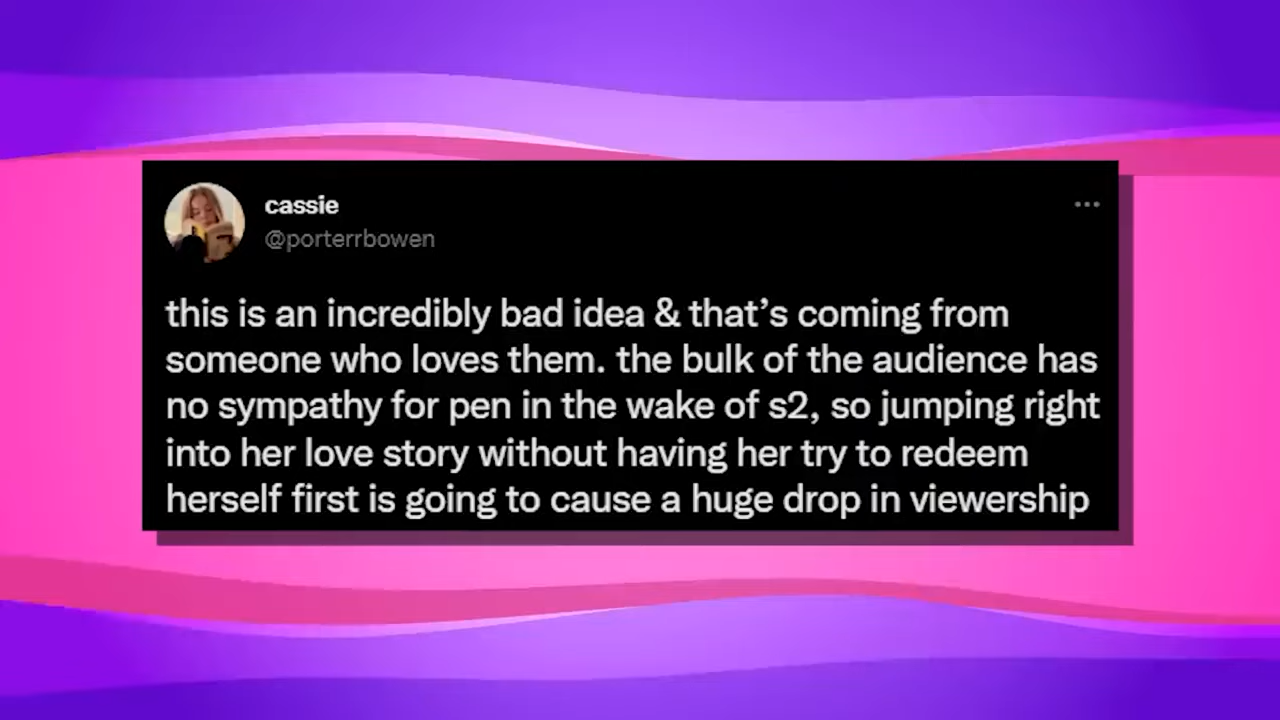 cassie
@porterrbowen
this is an incredibly bad idea & that’s coming from
someone who loves them. the bulk of the audience has
no sympathy for pen in the wake of s2, so jumping right
into her love story without having her try to redeem
herself first is going to cause a huge drop in viewership